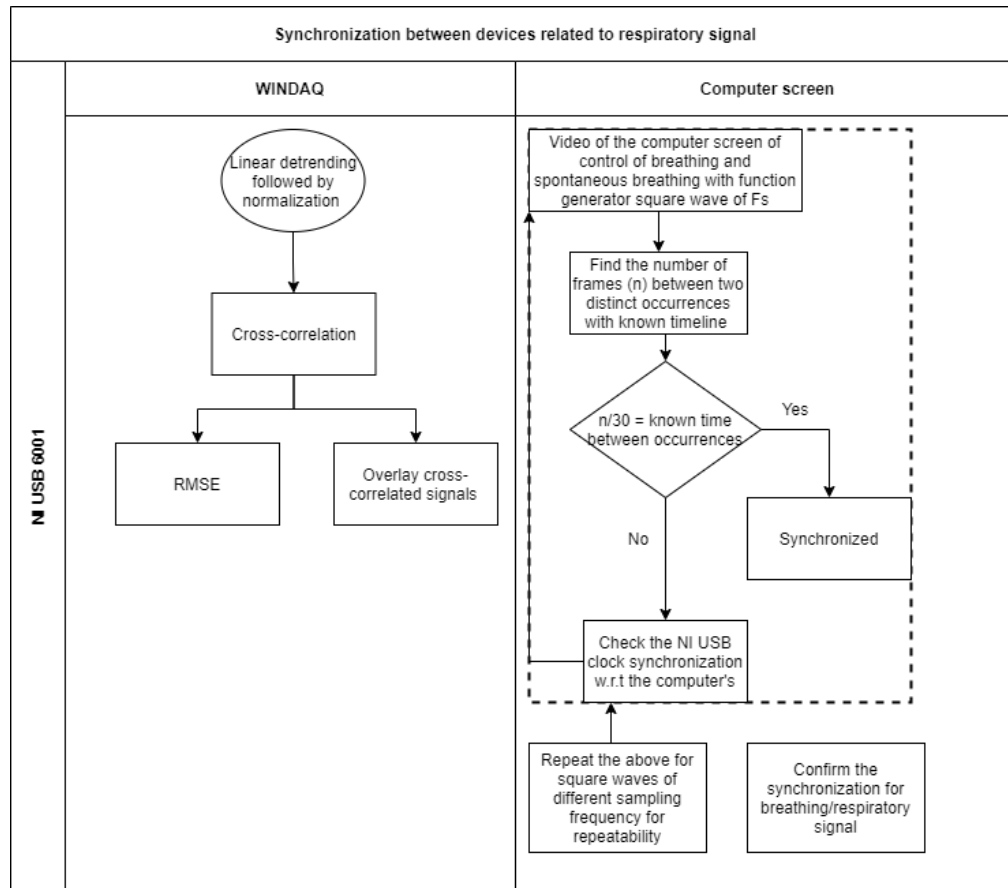 Synchronization between devices related to respiratory signal
WINDAQ
Computer screen
NI USB 6001
Linear detrending
followed by
normalization
Cross-correlation
RMSE
Overlay cross-
correlated signals
Video of the computer screen of
control of breathing and
spontaneous breathing with function
generator square wave of Fs
Find the number of
frames (n) between two
distinct occurrences
with known timeline
n/30 = known time
between occurrences
Yes
No
Synchronized
Check the NI USB
clock synchronization
w.r.t the computer's
Repeat the above for
square waves of
different sampling
frequency for
repeatability
Confirm the
synchronization for
breathing/respiratory
signal